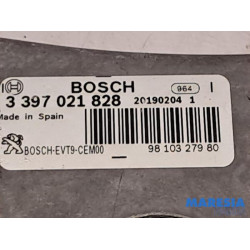 BOSCH 964 I
3 397 021 828 20190204 1
Made in Spain
BOSCH-EVT9-CEM00
98 103 279 80